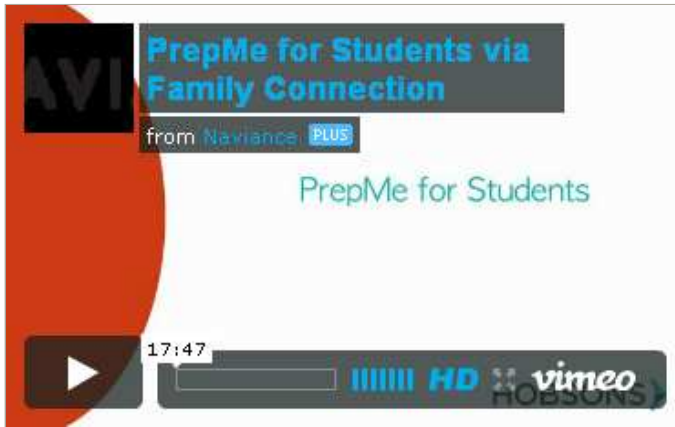 AVI
PrepMe for Students via
Family Connection
from Naviance PLUS
PrepMe for Students
17:47
HD vimeo
HOBSONS